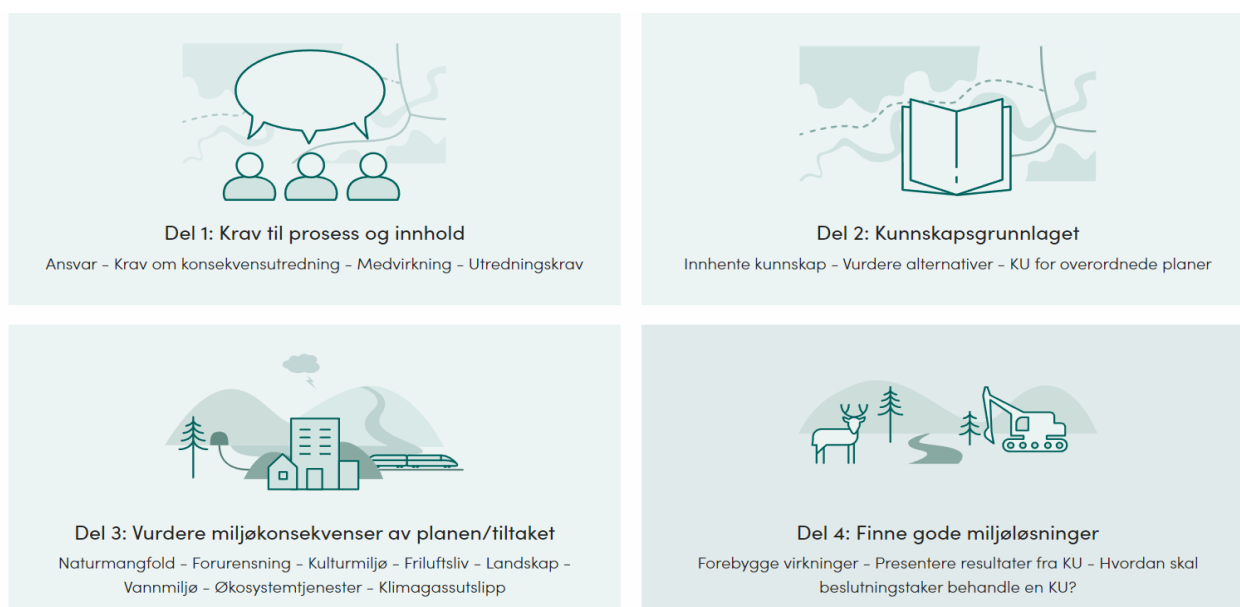 Del 1: Krav til prosess og innhold
Ansvar - Krav om konsekvensutredning - Medvirkning - Utredningskrav
Del 2: Kunnskapsgrunnlaget
Innhente kunnskap - Vurdere alternativer - KU for overordnede planer
Del 3: Vurdere miljøkonsekvenser av planen/tiltaket
Naturmangfold - Forurensning - Kulturmiljø - Friluftsliv - Landskap -
Vannmiljø - Økosystemtjenester - Klimagassutslipp
Del 4: Finne gode miljøløsninger
Forebygge virkninger - Presentere resultater fra KU - Hvordan skal
beslutningstaker behandle en KU?